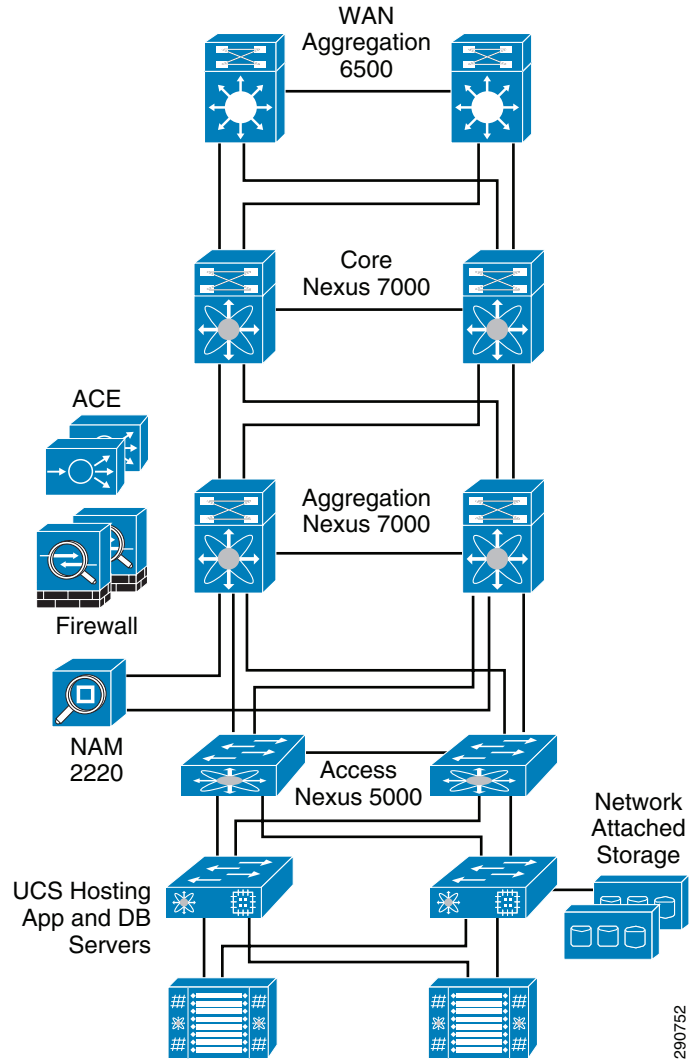 WAN
Aggregation
6500
Core
Nexus 7000
ACE
Aggregation
Nexus 7000
Firewall
NAM
2220
Access
Nexus 5000
Network
Attached
Storage
UCS Hosting
App and DB
Servers
290752